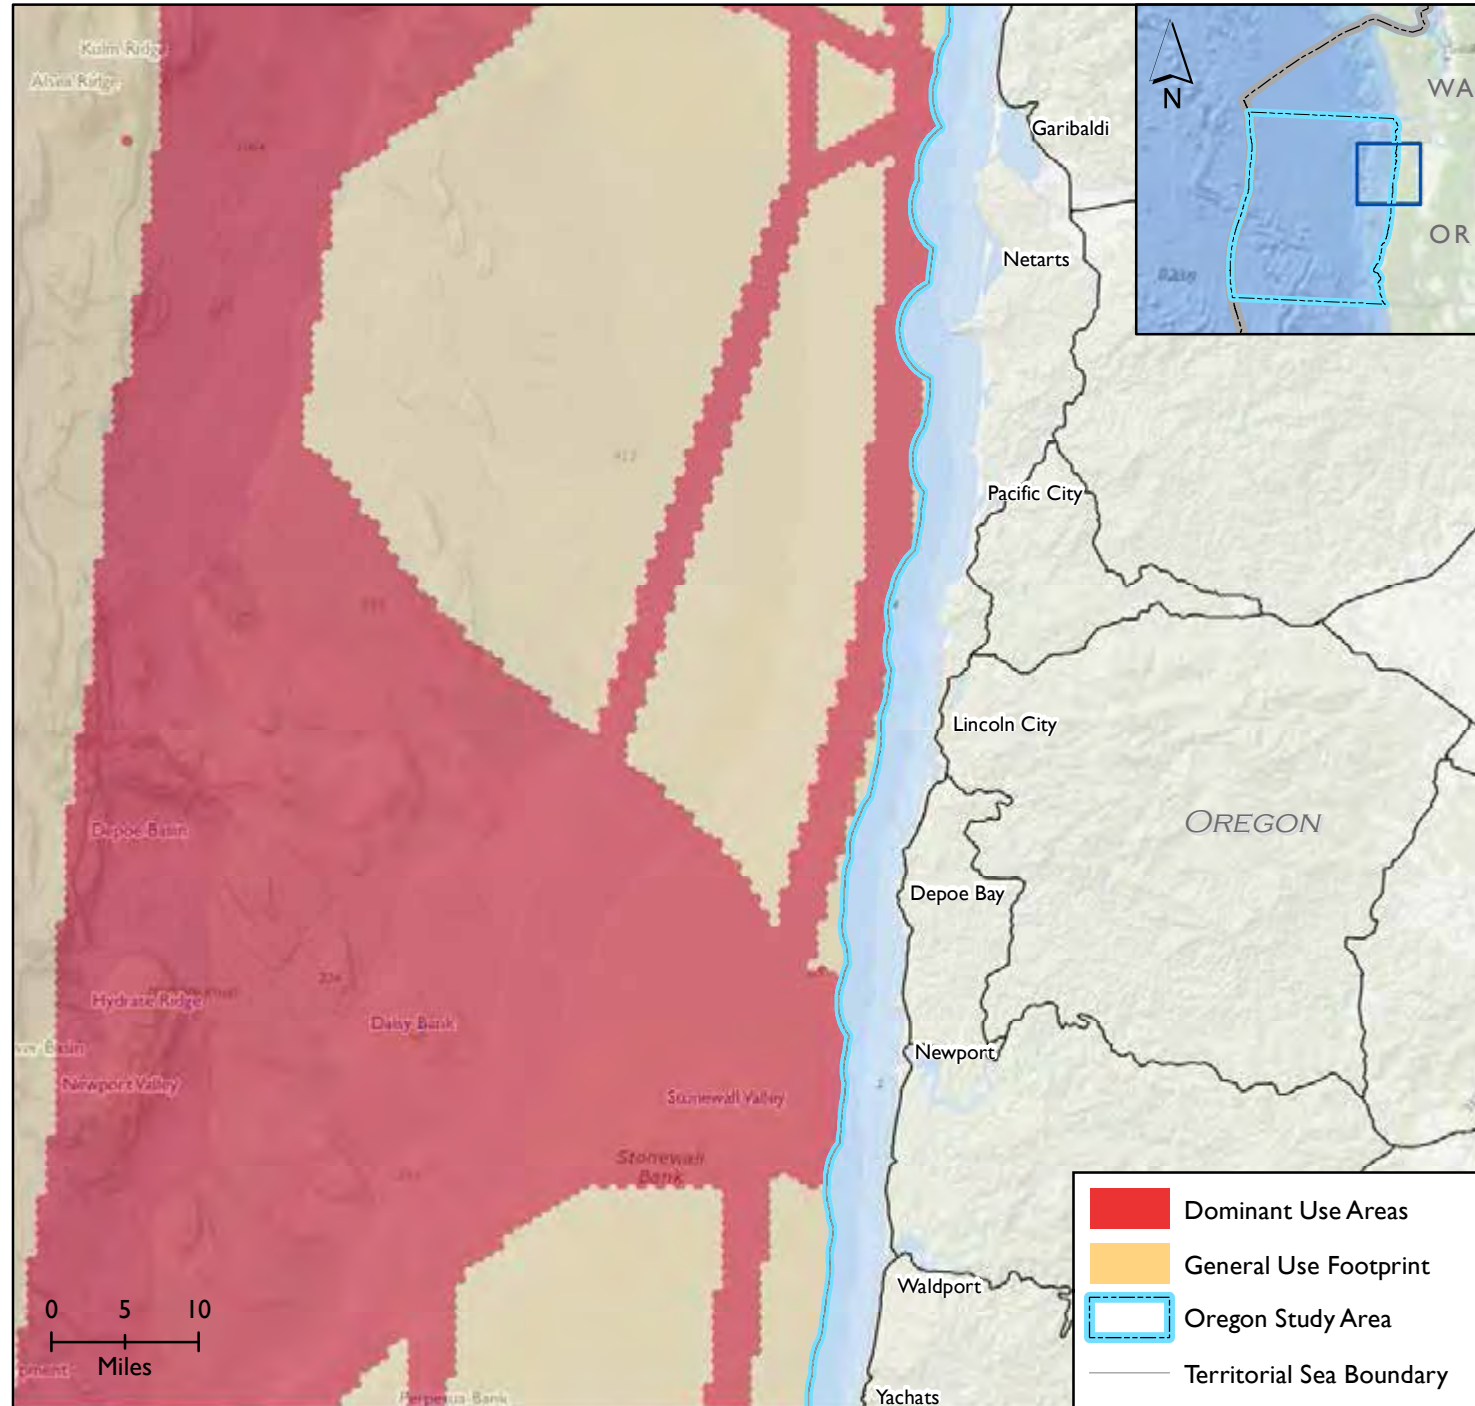 Kulm Ridge
Alsea Ridge
N
WA
OR
Garibaldi
Netarts
412
Pacific City
Lincoln City
OREGON
Depoe Basin
Depoe Bay
Hydrate Ridge
Daisy Bank
Newport
Newport Valley
Stonewall Valley
2
Stonewall
Bank
Waldport
Yachats
Perpetua Bank
0 5 10
Miles
Dominant Use Areas
General Use Footprint
Oregon Study Area
Territorial Sea Boundary